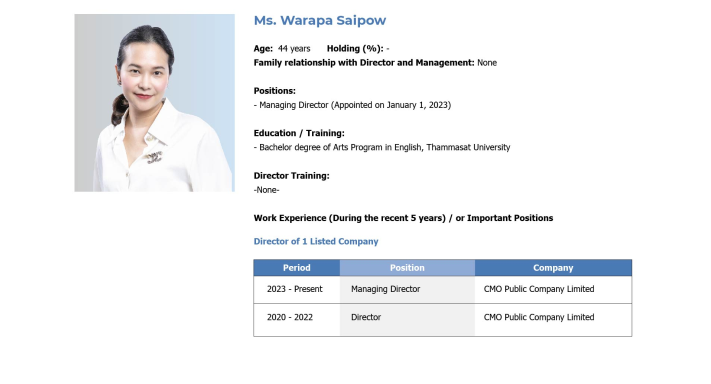 Ms. Warapa Saipow
Age: 44 years Holding (%): -
Family relationship with Director and Management: None
Positions:
- Managing Director (Appointed on January 1, 2023)
Education / Training:
- Bachelor degree of Arts Program in English, Thammasat University
Director Training:
-None-
Work Experience (During the recent 5 years) / or Important Positions
Director of 1 Listed Company
Period Position Company
2023 - Present Managing Director CMO Public Company Limited
2020 - 2022 Director CMO Public Company Limited